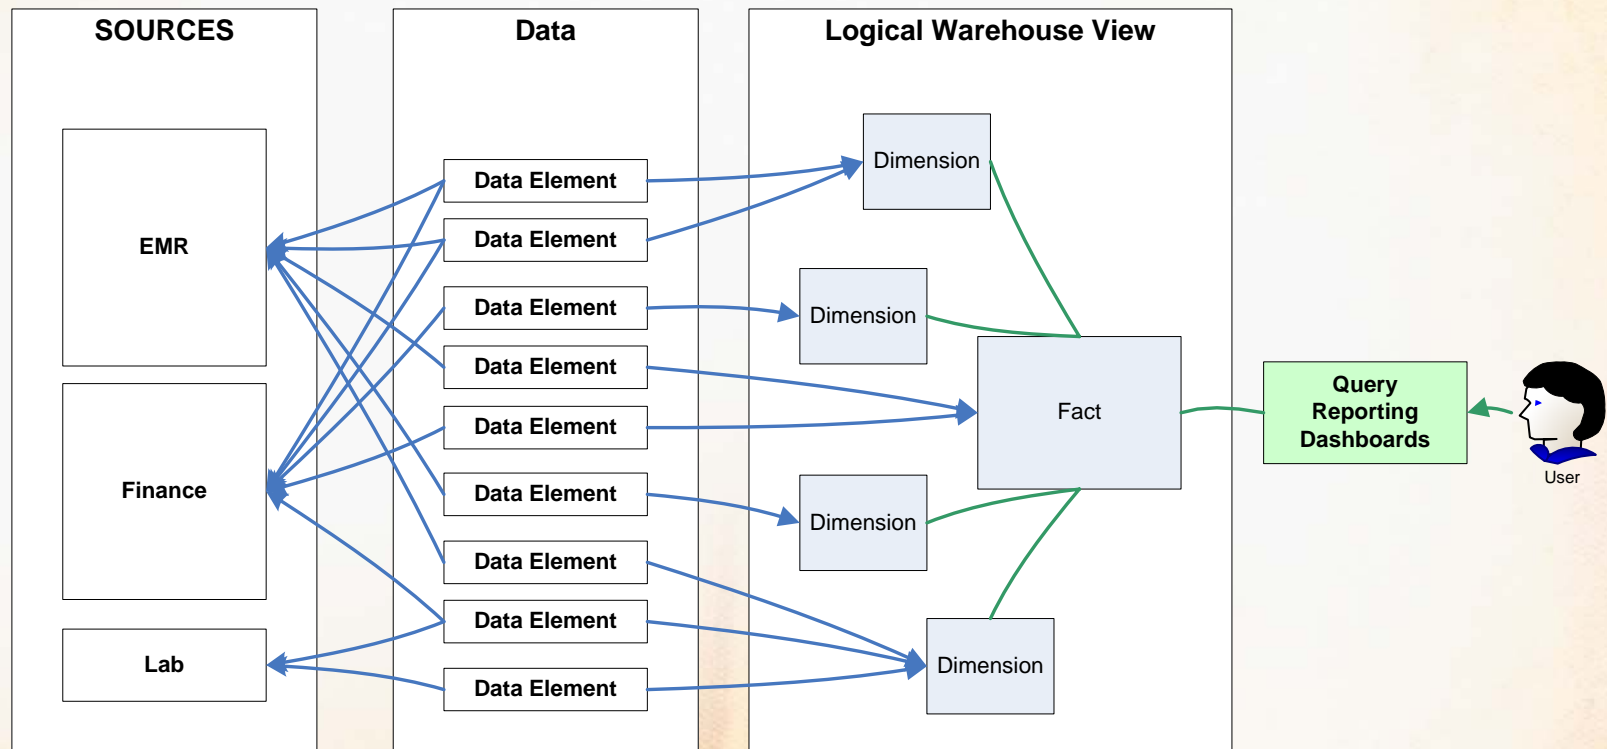 SOURCES
Data
Logical Warehouse View
EMR
Finance
Lab
Data Element
Data Element
Data Element
Data Element
Data Element
Data Element
Data Element
Data Element
Data Element
Dimension
Dimension
Fact
Dimension
Dimension
Query
Reporting
Dashboards
User